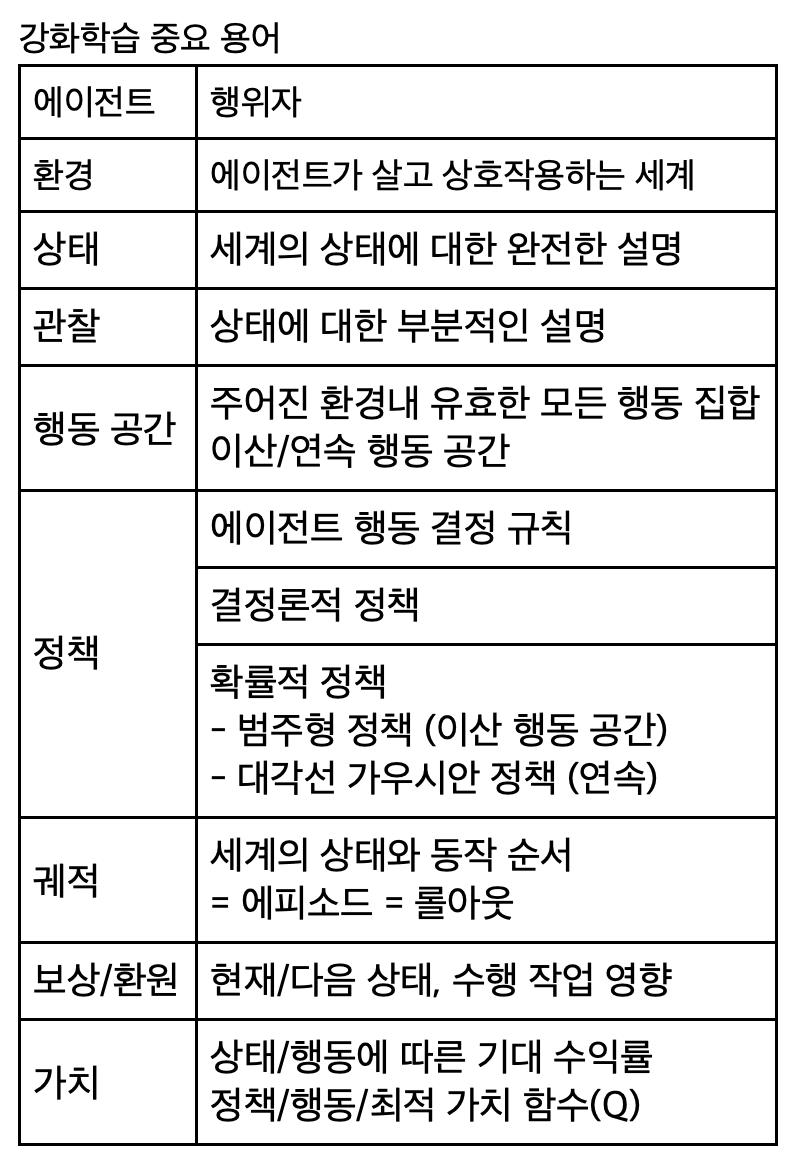 강화학습 중요 용어
에이전트
행위자
환경
에이전트가 살고 상호작용하는 세계
상태
세계의 상태에 대한 완전한 설명
관찰
상태에 대한 부분적인 설명
행동 공간
주어진 환경내 유효한 모든 행동 집합
이산/연속 행동 공간
정책
에이전트 행동 결정 규칙
결정론적 정책
확률적 정책
- 범주형 정책 (이산 행동 공간)
- 대각선 가우시안 정책 (연속)
궤적
세계의 상태와 동작 순서
= 에피소드 = 롤아웃
보상/환원
현재/다음 상태, 수행 작업 영향
가치
상태/행동에 따른 기대 수익률
정책/행동/최적 가치 함수(Q)